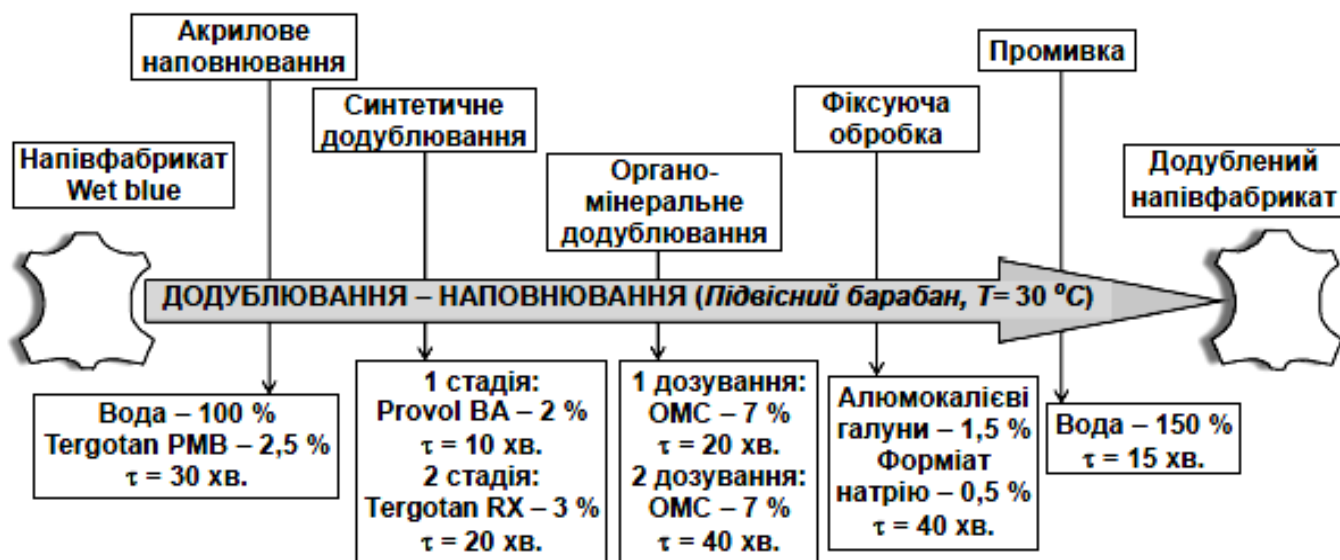 Акрилове
наповнювання
Промивка
Синтетичне
додублювання
Фіксуюча
обробка
Напівфабрикат
Wet blue
Органо-
мінеральне
додублювання
Додублений
напівфабрикат
ДОДУБЛЮВАННЯ – НАПОВНЮВАННЯ (Підвісний барабан, T= 30 °C)
Вода – 100 %
Tergotan PMB – 2,5 %
τ = 30 хв.
1 стадія:
Provol BA – 2 %
τ = 10 хв.
2 стадія:
Tergotan RX – 3 %
τ = 20 хв.
1 дозування:
ОМС – 7 %
τ = 20 хв.
2 дозування:
ОМС – 7 %
τ = 40 хв.
Алюмокалієві
галуни – 1,5 %
Форміат
натрію – 0,5 %
τ = 40 хв.
Вода – 150 %
τ = 15 хв.